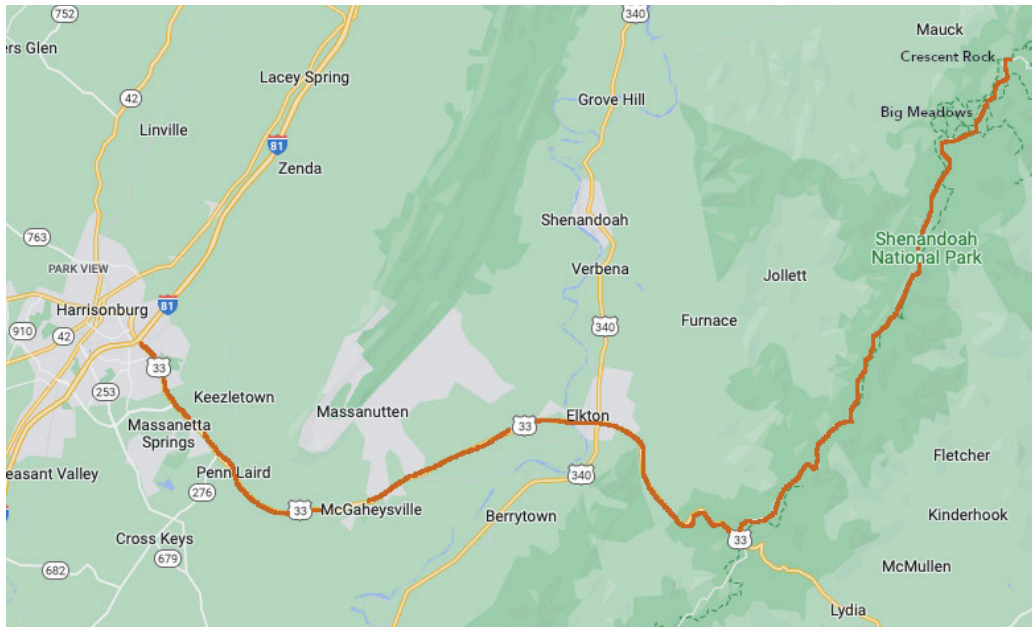 752
340
Mauck
ers Glen
Crescent Rock
Lacey Spring
42
Grove Hill
Big Meadows
Linville
81
Zenda
Shenandoah
763
Shenandoah
National Park
PARK VIEW
Verbena
Jollett
81
Harrisonburg
Furnace
340
910
42
33
253
Keezletown
Massanutten
Elkton
33
Massanetta
Springs
Fletcher
easant Valley
Penn Laird
340
276
33
McGaheysville
Berrytown
Kinderhook
Cross Keys
33
679
McMullen
682
Lydia